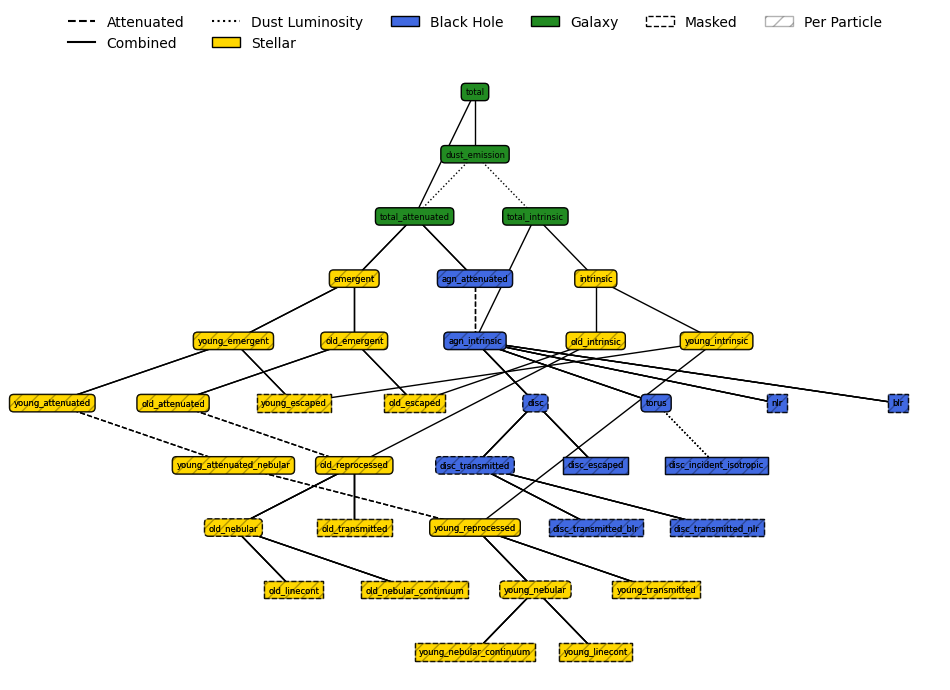 Attenuated Dust Luminosity Black Hole Galaxy Masked Per Particle
Combined Stellar
total
dust_emission
total_attenuated total_intrinsic
emergent agn_attenuated intrinsic
young_emergent old_emergent agn_intrinsic old_intrinsic young_intrinsic
young_attenuated old_attenuated young_escaped old_escaped disc torus nlr blr
young_attenuated_nebular old_reprocessed disc_transmitted disc_escaped disc_incident_isotropic
old_nebular old_transmitted young_reprocessed disc_transmitted_blr disc_transmitted_nlr
old_linecont old_nebular_continuum young_nebular young_transmitted
young_nebular_continuum young_linecont